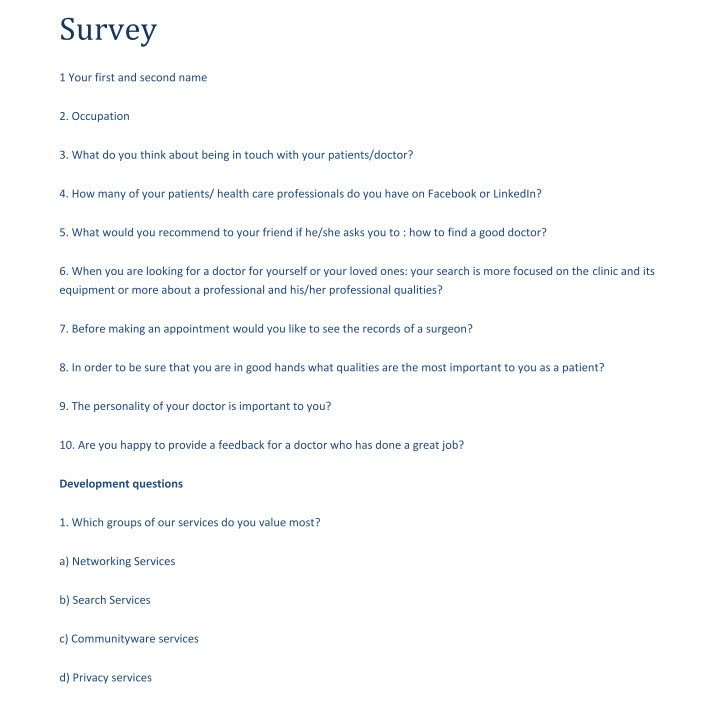 Survey
1 Your first and second name
2. Occupation
3. What do you think about being in touch with your patients/doctor?
4. How many of your patients/ health care professionals do you have on Facebook or LinkedIn?
5. What would you recommend to your friend if he/she asks you to : how to find a good doctor?
6. When you are looking for a doctor for yourself or your loved ones: your search is more focused on the clinic and its
equipment or more about a professional and his/her professional qualities?
7. Before making an appointment would you like to see the records of a surgeon?
8. In order to be sure that you are in good hands what qualities are the most important to you as a patient?
9. The personality of your doctor is important to you?
10. Are you happy to provide a feedback for a doctor who has done a great job?
Development questions
1. Which groups of our services do you value most?
a) Networking Services
b) Search Services
c) Communityware services
d) Privacy services